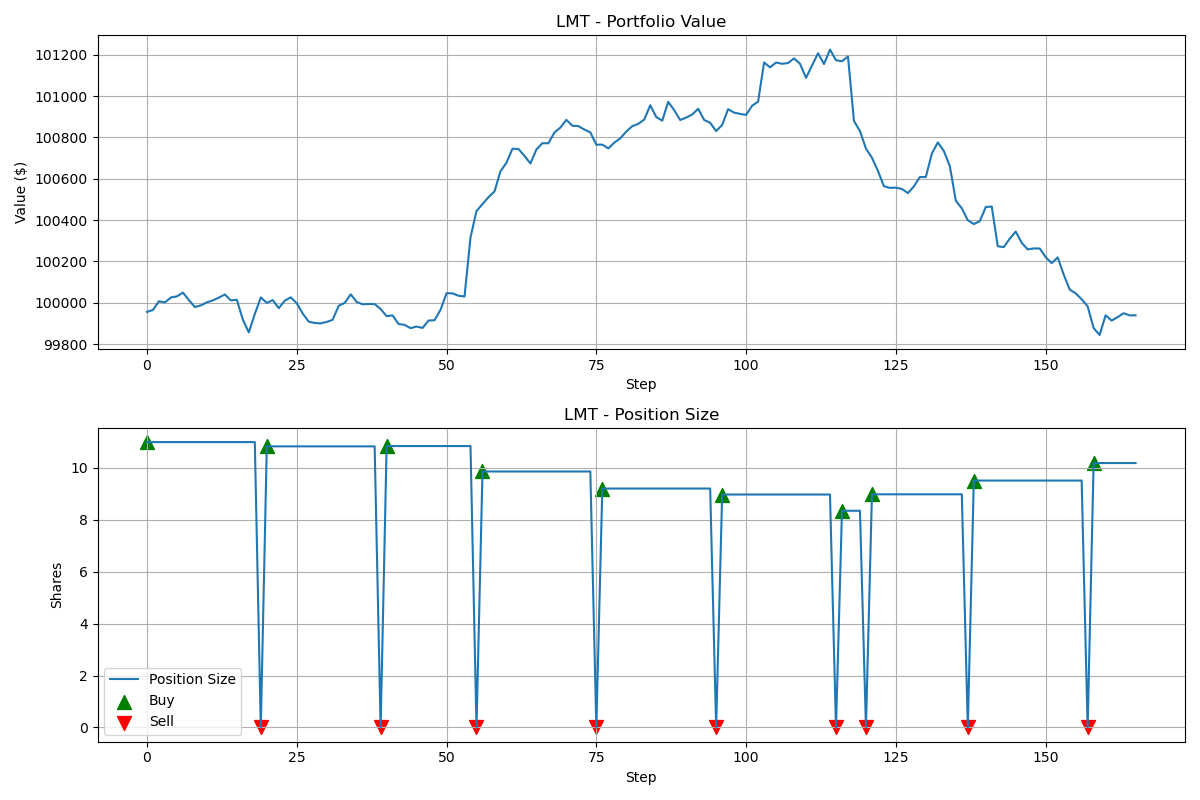 LMT - Portfolio Value
101200
101000
100800
100600
100400
100200
100000
99800
Value ($)
0 25 50 75 100 125 150
Step
LMT - Position Size
10
8
6
4
2
0
Shares
Position Size
Buy
Sell
0 25 50 75 100 125 150
Step